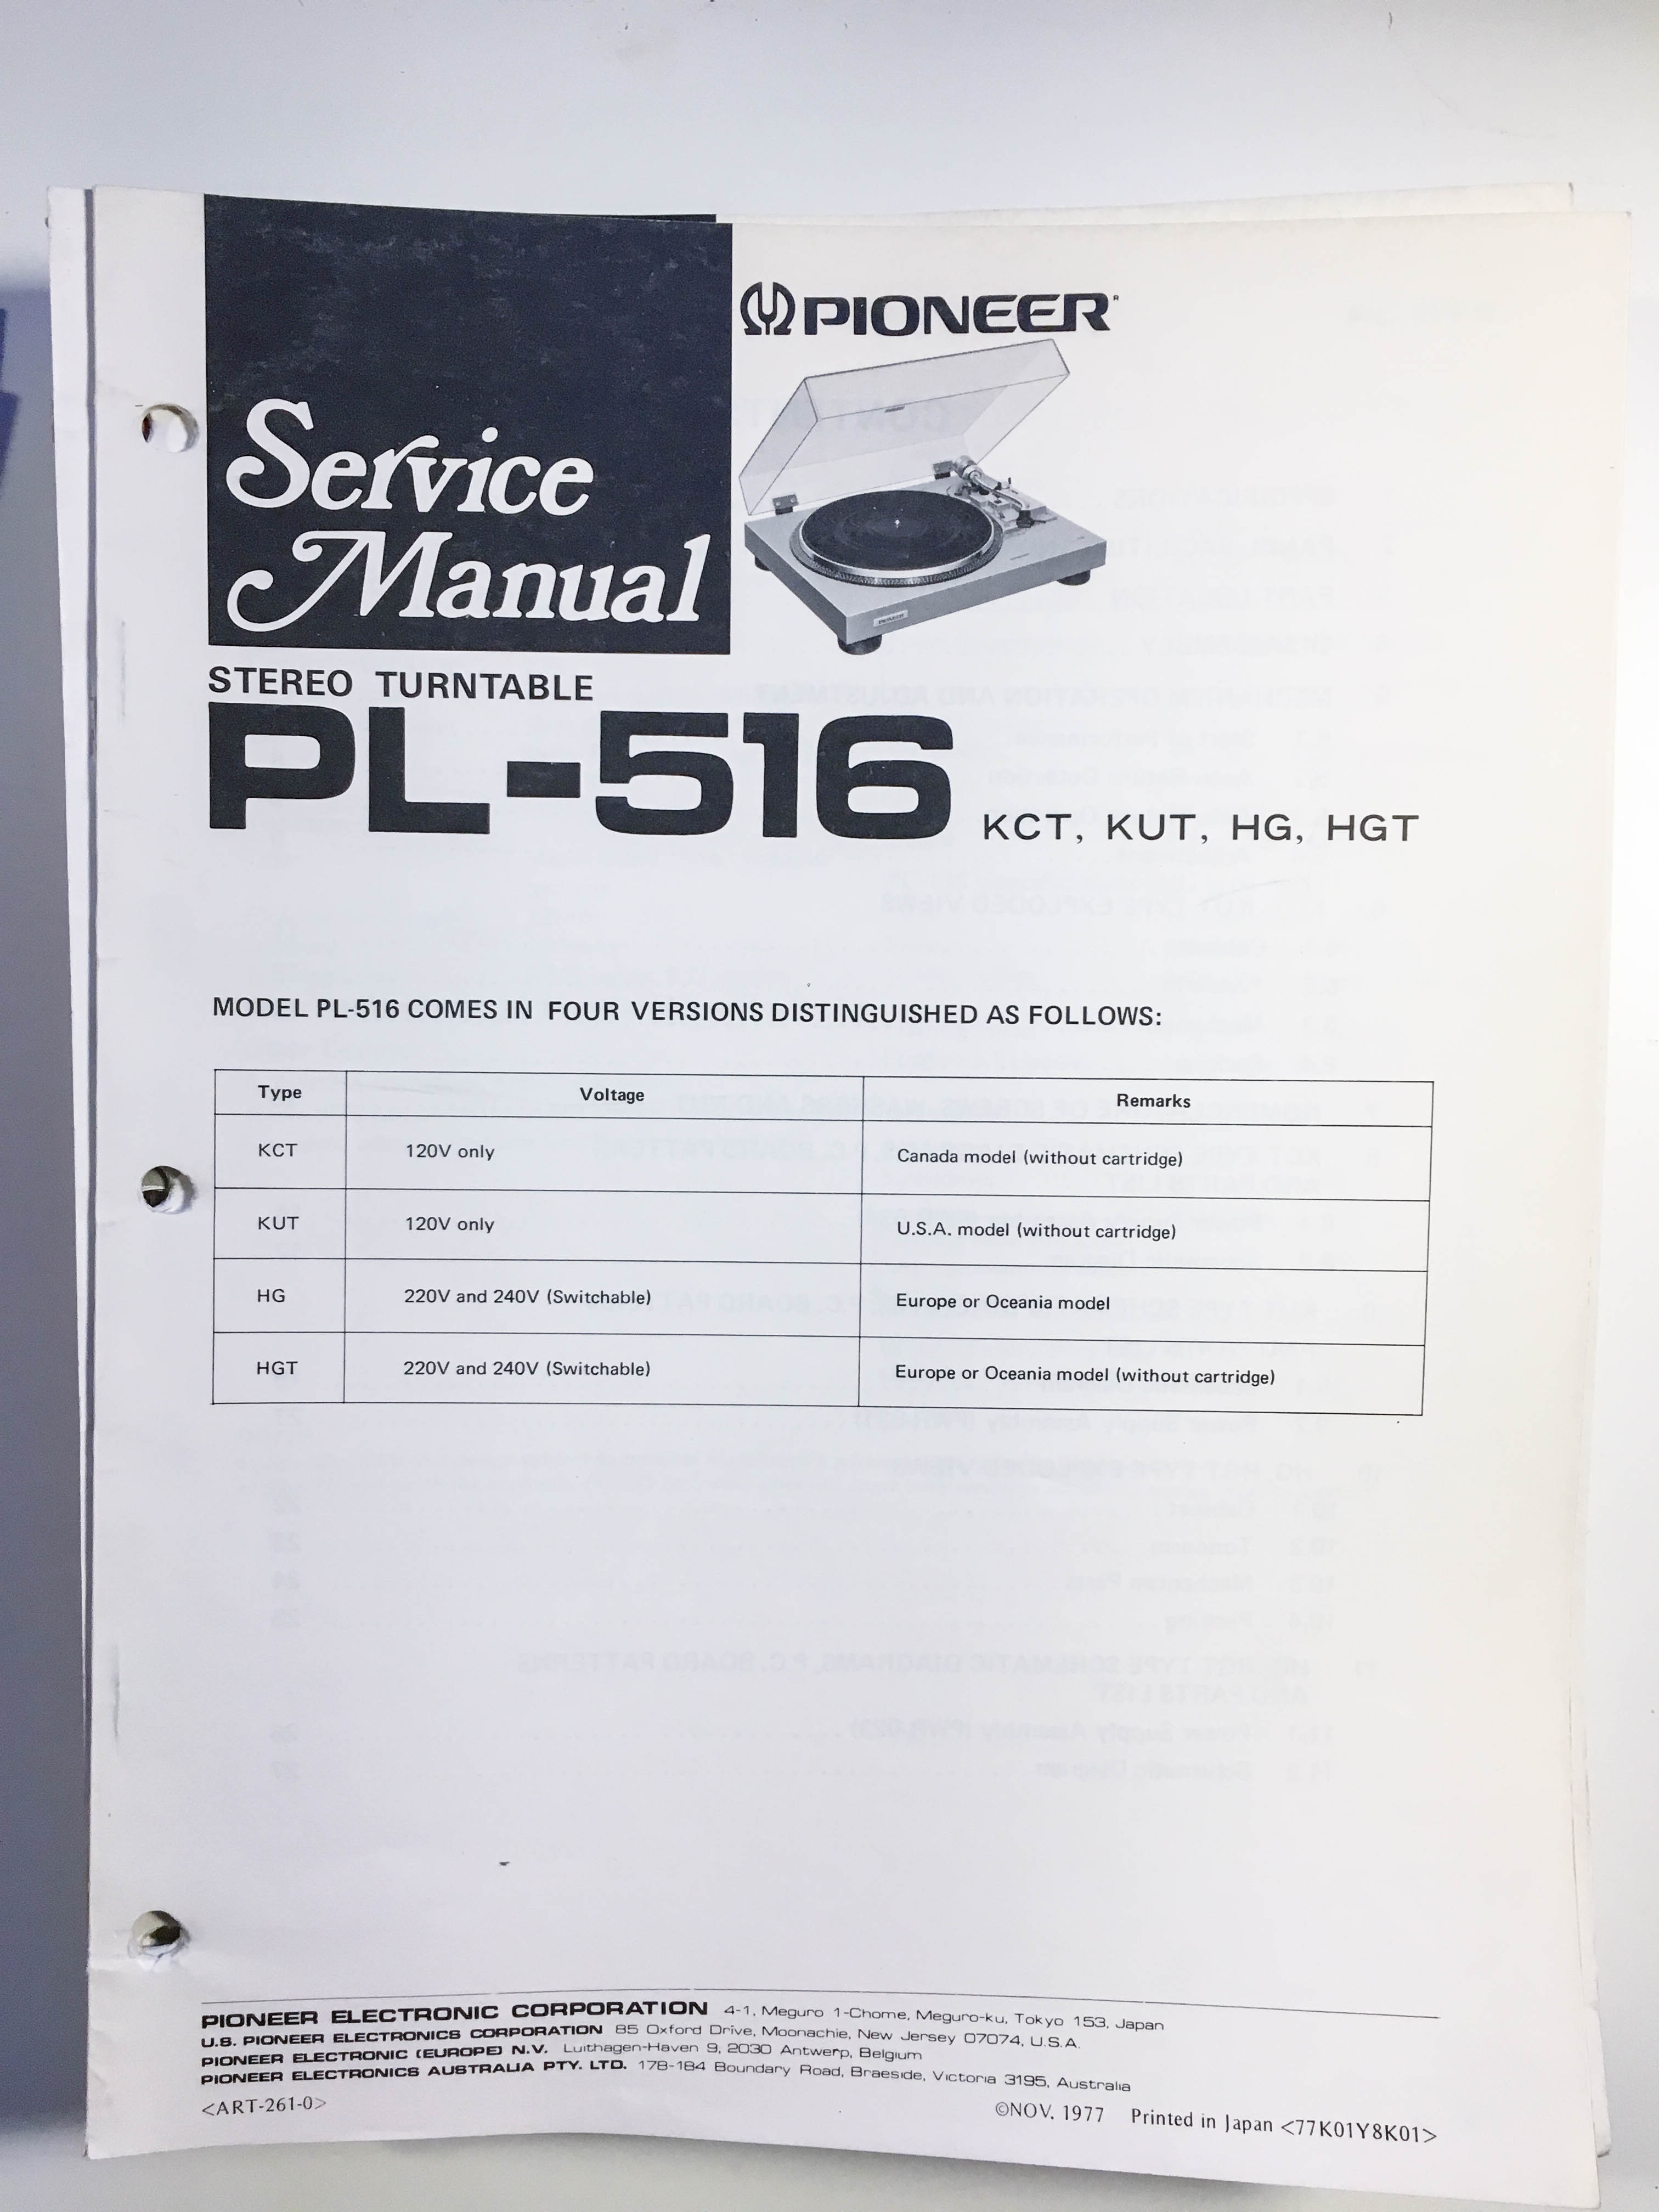 PIONEER®
Service
Manual
STEREO TURNTABLE
PL-516 KCT, KUT, HG, HGT
MODEL PL-516 COMES IN FOUR VERSIONS DISTINGUISHED AS FOLLOWS:
Type Voltage Remarks
KCT 120V only Canada model (without cartridge)
KUT 120V only U.S.A. model (without cartridge)
HG 220V and 240V (Switchable) Europe or Oceania model
HGT 220V and 240V (Switchable) Europe or Oceania model (without cartridge)
PIONEER ELECTRONIC CORPORATION 4-1, Meguro 1-Chome, Meguro-ku, Tokyo 153, Japan
U.S. PIONEER ELECTRONICS CORPORATION 85 Oxford Drive, Moonachie, New Jersey 07074, U.S.A.
PIONEER ELECTRONIC (EUROPE) N.V. Luithagen-Haven 9, 2030 Antwerp, Belgium
PIONEER ELECTRONICS AUSTRALIA PTY. LTD. 178-184 Boundary Road, Braeside, Victoria 3195, Australia
<ART-261-0>
©NOV. 1977 Printed in Japan <77K01Y8K01>